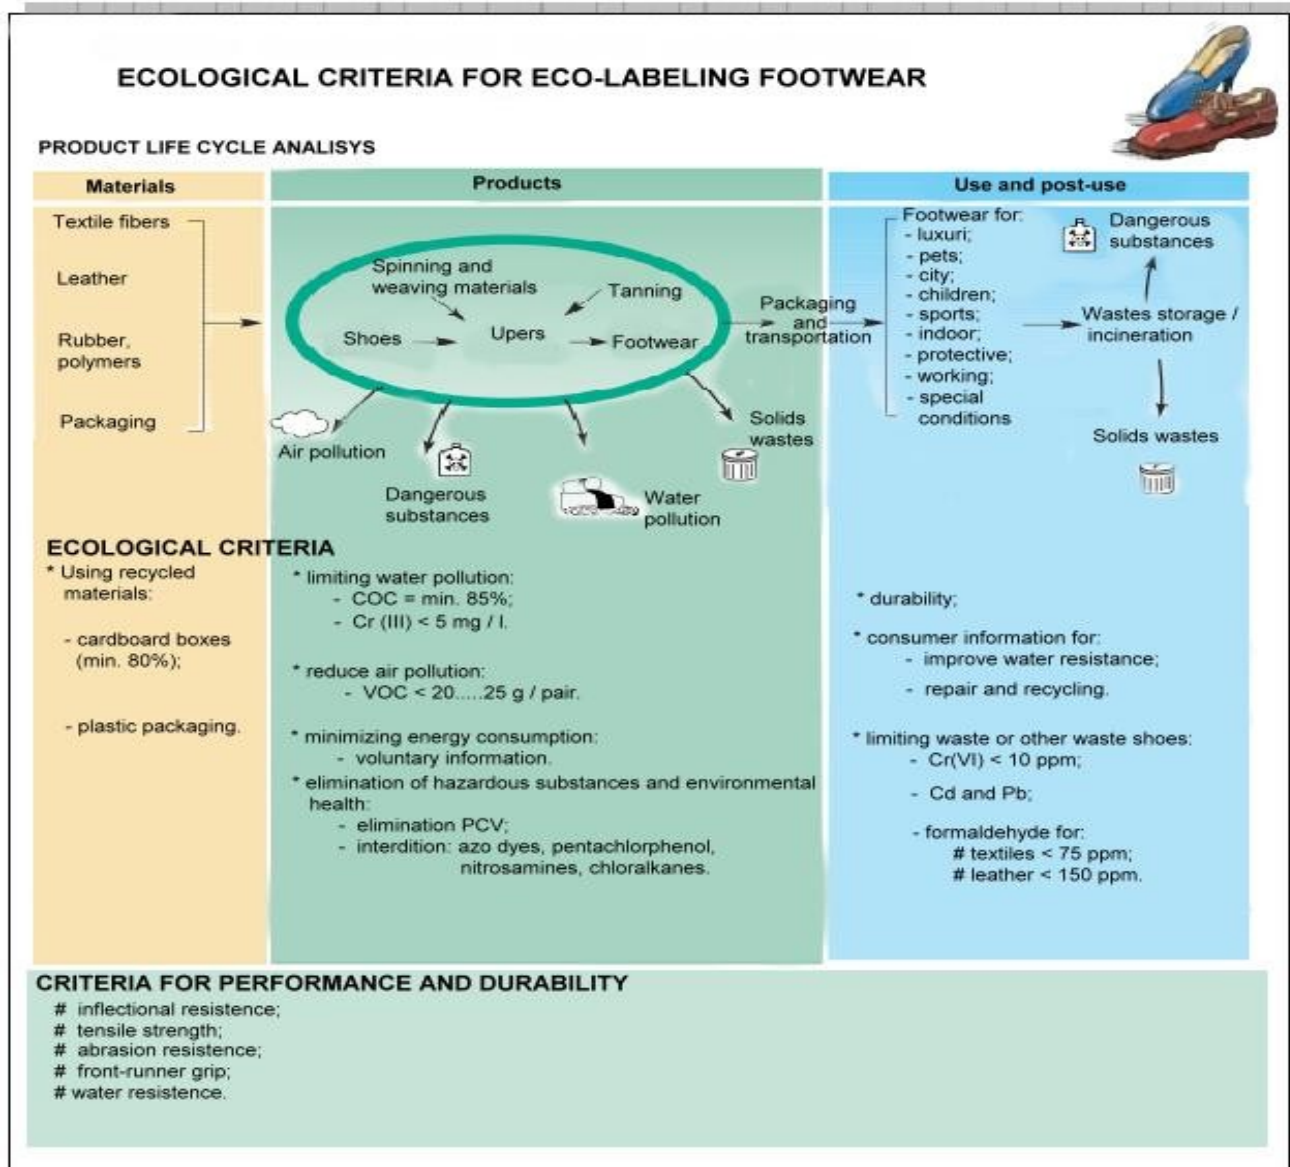 ECOLOGICAL CRITERIA FOR ECO-LABELING FOOTWEAR
PRODUCT LIFE CYCLE ANALISYS
Materials
Textile fibers
Leather
Rubber,
polymers
Packaging
Products
Spinning and
weaving materials
Tanning
Shoes
Upers
Footwear
Packaging
and
transportation
Air pollution
Dangerous
substances
Water
pollution
Solids
wastes
Use and post-use
Footwear for:
- luxuri;
- pets;
- city;
- children;
- sports;
- indoor;
- protective;
- working;
- special
conditions
Dangerous
substances
Wastes storage /
incineration
Solids wastes
ECOLOGICAL CRITERIA
* Using recycled
materials:
- cardboard boxes
(min. 80%);
- plastic packaging.
* limiting water pollution:
- COC = min. 85%;
- Cr (III) < 5 mg / l.
* reduce air pollution:
- VOC < 20.....25 g / pair.
* minimizing energy consumption:
- voluntary information.
* elimination of hazardous substances and environmental
health:
- elimination PCV;
- interdition: azo dyes, pentachlorphenol,
nitrosamines, chloralkanes.
* durability;
* consumer information for:
- improve water resistance;
- repair and recycling.
* limiting waste or other waste shoes:
- Cr(VI) < 10 ppm;
- Cd and Pb;
- formaldehyde for:
# textiles < 75 ppm;
# leather < 150 ppm.
CRITERIA FOR PERFORMANCE AND DURABILITY
# inflectional resistence;
# tensile strength;
# abrasion resistence;
# front-runner grip;
# water resistence.